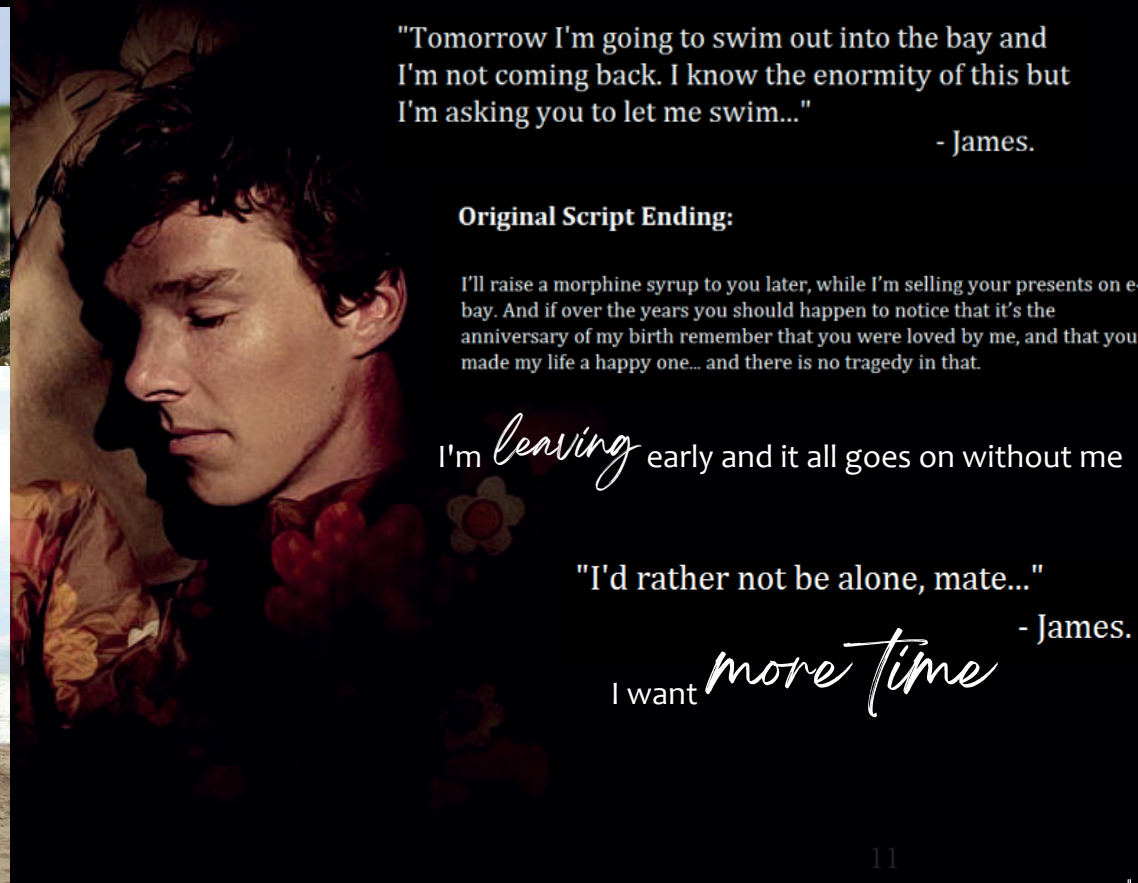 "Tomorrow I'm going to swim out into the bay and
I'm not coming back. I know the enormity of this but
I'm asking you to let me swim..."
- James.
Original Script Ending:
I'll raise a morphine syrup to you later, while I'm selling your presents on e-
bay. And if over the years you should happen to notice that it's the
anniversary of my birth remember that you were loved by me, and that you
made my life a happy one... and there is no tragedy in that.
I'm leaving early and it all goes on without me
"I'd rather not be alone, mate..."
- James.
I want more time
11
"